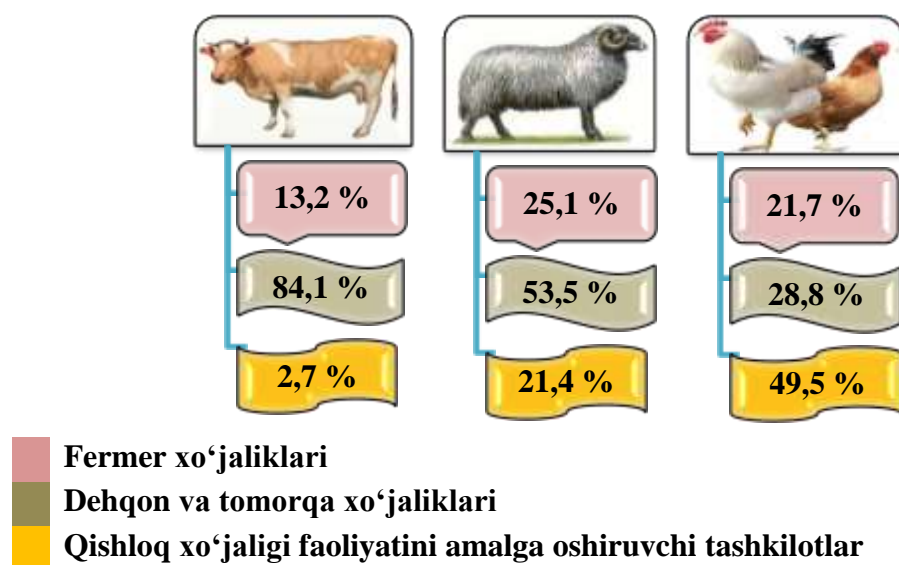 13,2 % 25,1 % 21,7 %
84,1 % 53,5 % 28,8 %
2,7 % 21,4 % 49,5 %
Fermer xo‘jaliklari
Dehqon va tomorqa xo‘jaliklari
Qishloq xo‘jaligi faoliyatini amalga oshiruvchi tashkilotlar